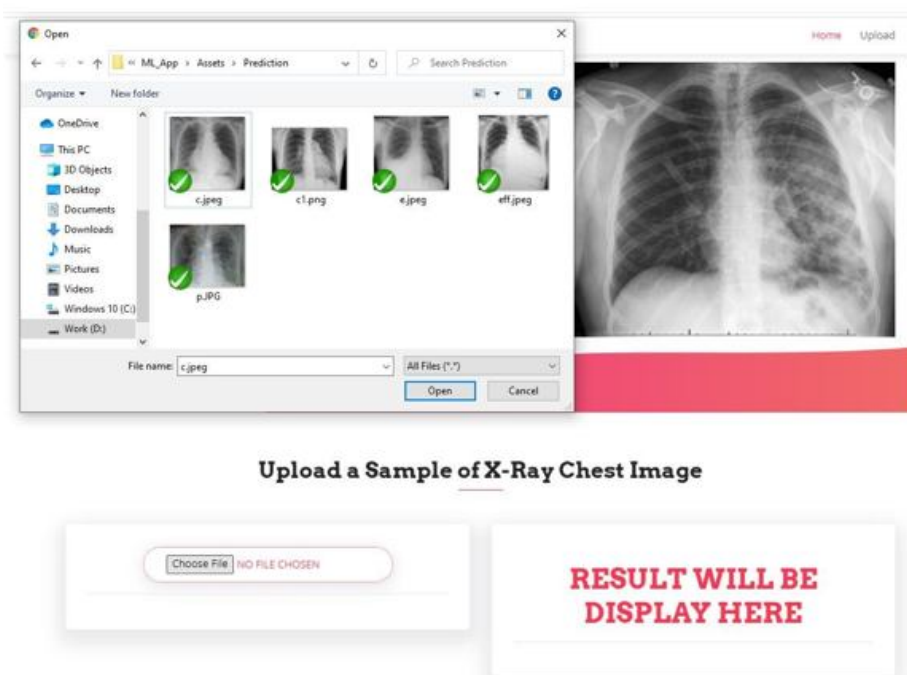 Open
Home Upload
« ML_App › Assets › Prediction
Search Prediction
Organize
New folder
OneDrive
This PC
3D Objects
Desktop
Documents
Downloads
Music
Pictures
Videos
Windows 10 (C:)
Work (D:)
c.jpeg
c1.png
e.jpeg
eff.jpeg
p.JPG
File name: c.jpeg
All Files (*.*)
Open Cancel
Upload a Sample of X-Ray Chest Image
Choose File NO FILE CHOSEN
RESULT WILL BE
DISPLAY HERE